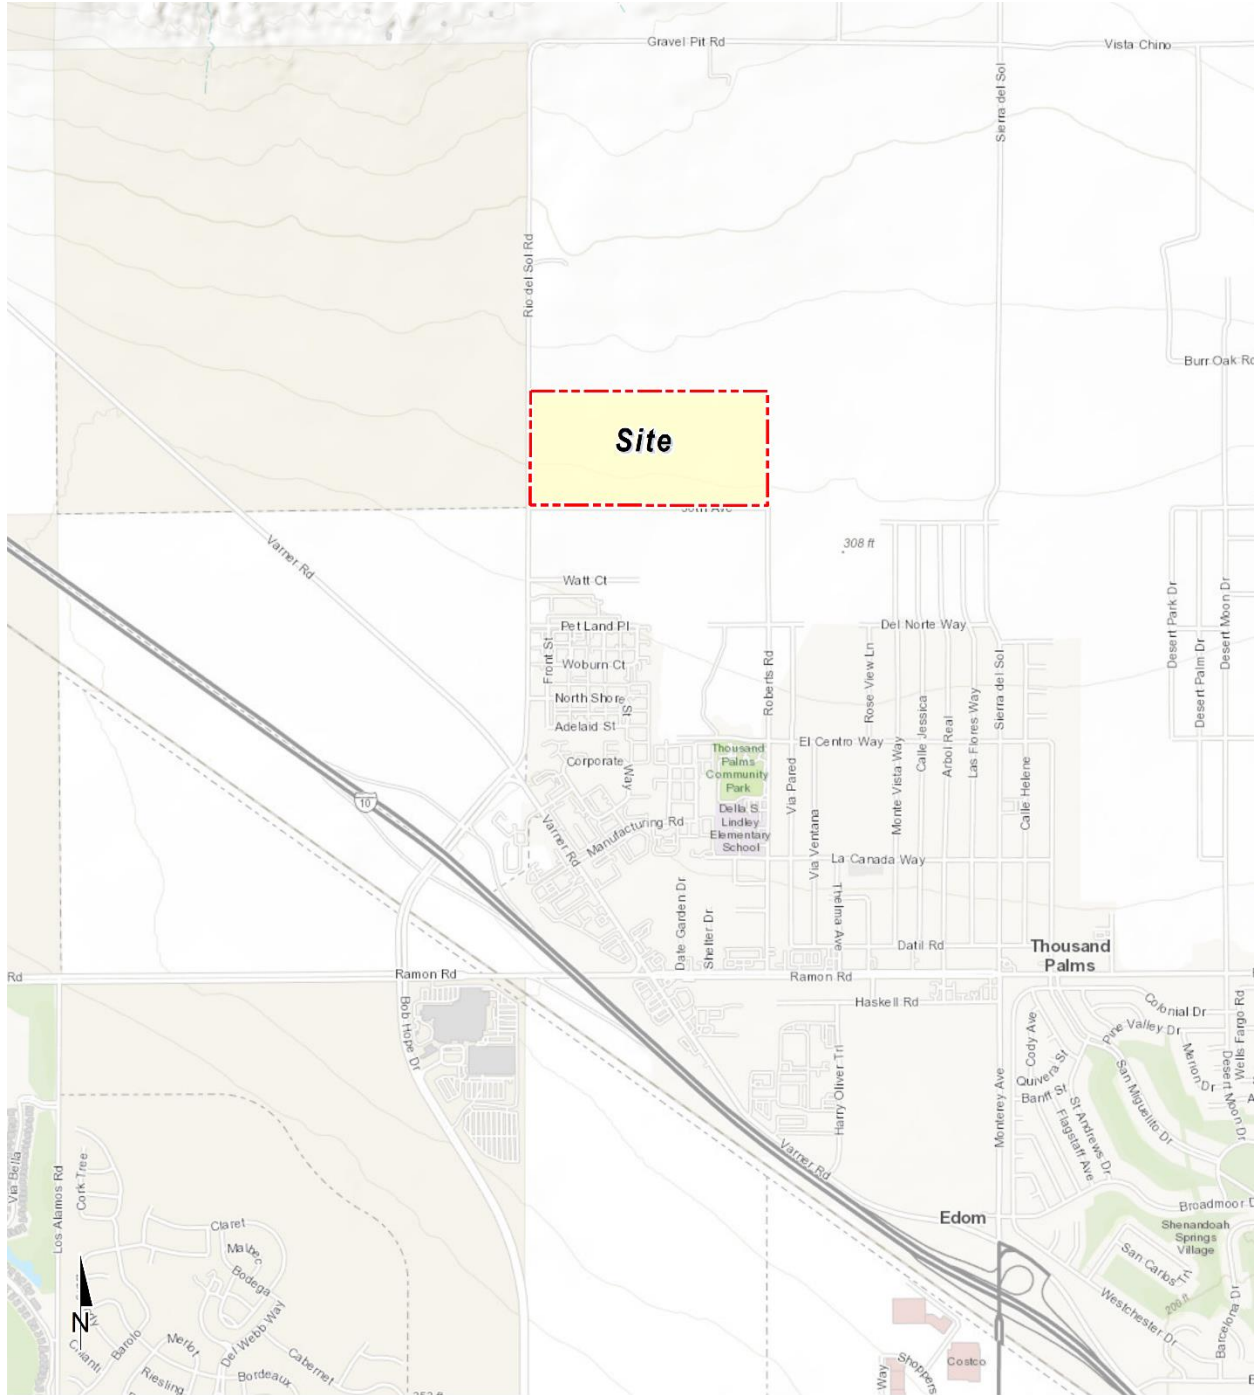 Gravel Pit Rd
Vista Chino
Sierra del Sol
Rio del Sol Rd
Burr Oak Rd
Site
308 ft
Varner Rd
Watt Ct
Desert Park Dr
Desert Moon Dr
Pet Land Pl
Del Norte Way
Front St
Woburn Ct
Roberts Rd
Rose View Ln
Sierra del Sol
Desert Palm Dr
North Shore
St
Adelaid St
Calle Jessica
Arbol Real
Las Flores Way
El Centro Way
Thousand
Palms
Community
Park
Corporate
Way
Via Pared
Monte Vista Way
Calle Helene
10
Della S.
Lindley
Elementary
School
Varner Rd
Manufacturing Rd
Via Ventana
La Canada Way
Date Garden Dr
Shelter Dr
Thelma Ave
Datil Rd
Thousand
Palms
Rd
Ramon Rd
Ramon Rd
Haskell Rd
Bob Hope Dr
Colonial Dr
Pine Valley Dr
Wells Fargo Rd
Cody Ave
Merion Dr
Desert Moon Dr
Quivera St
Banff St
San Miguelito Dr
Harry Oliver Trl
Monterey Ave
St Andrews Dr
Flagstaff Ave
Varner Rd
Via Bella
Cork Tree
Los Alamos Rd
Broadmoor D
Edom
Shenandoah
Springs
Village
Claret
Malbec
Bodega
San Carlos Trl
200 ft
N
Av
Del Webb Way
Westchester Dr
Barcelona Dr
Chianti
Barolo
Merlot
Cabernet
Riesling
Bordeaux
Way
Shoppers
Costco